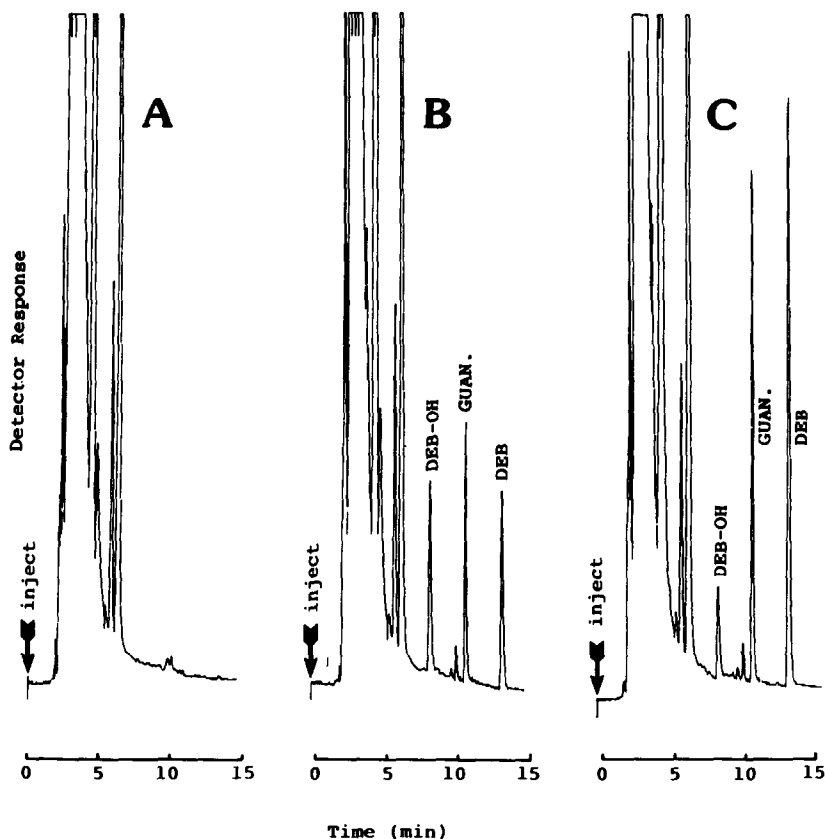 A
B
C
Detector Response
inject
inject
inject
DEB-OH
GUAN.
DEB
DEB-OH
GUAN.
DEB
0 5 10 15
0 5 10 15
0 5 10 15
Time (min)